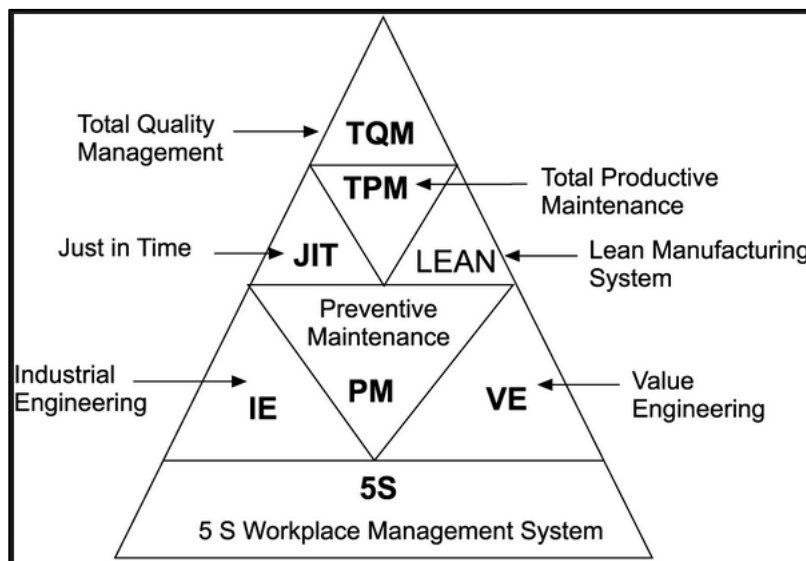 Total Quality
Management
TQM
TPM
Total Productive
Maintenance
Just in Time
JIT
LEAN
Lean Manufacturing
System
Preventive
Maintenance
Industrial
Engineering
IE
PM
VE
Value
Engineering
5S
5 S Workplace Management System